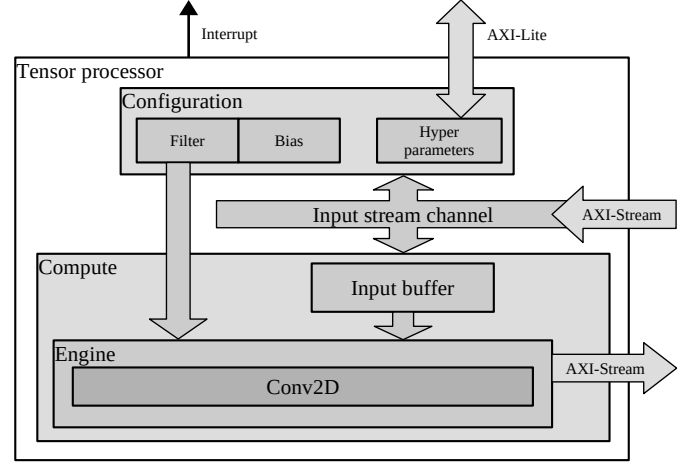 Interrupt
AXI-Lite
Tensor processor
Configuration
Filter
Bias
Hyper
parameters
Input stream channel
AXI-Stream
Compute
Input buffer
Engine
AXI-Stream
Conv2D